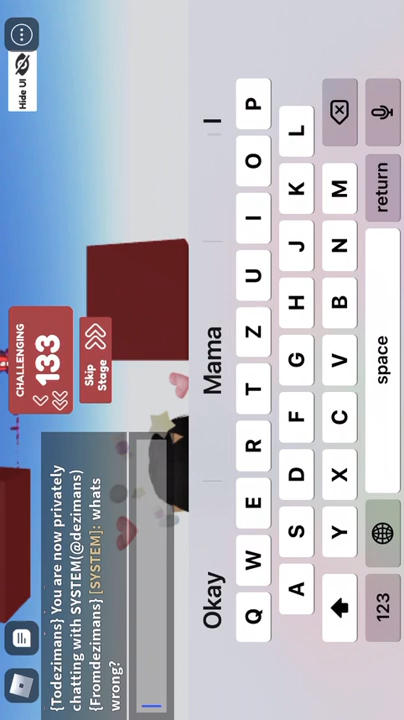 Hide UI
CHALLENGING
133
Skip
Stage
{Todezimans} You are now privately
chatting with SYSTEM(@dezimans)
{Fromdezimans} [SYSTEM]: whats
wrong?
Okay Mama I
Q W E R T Z U I O P
A S D F G H J K L
Y X C V B N M
123 space return